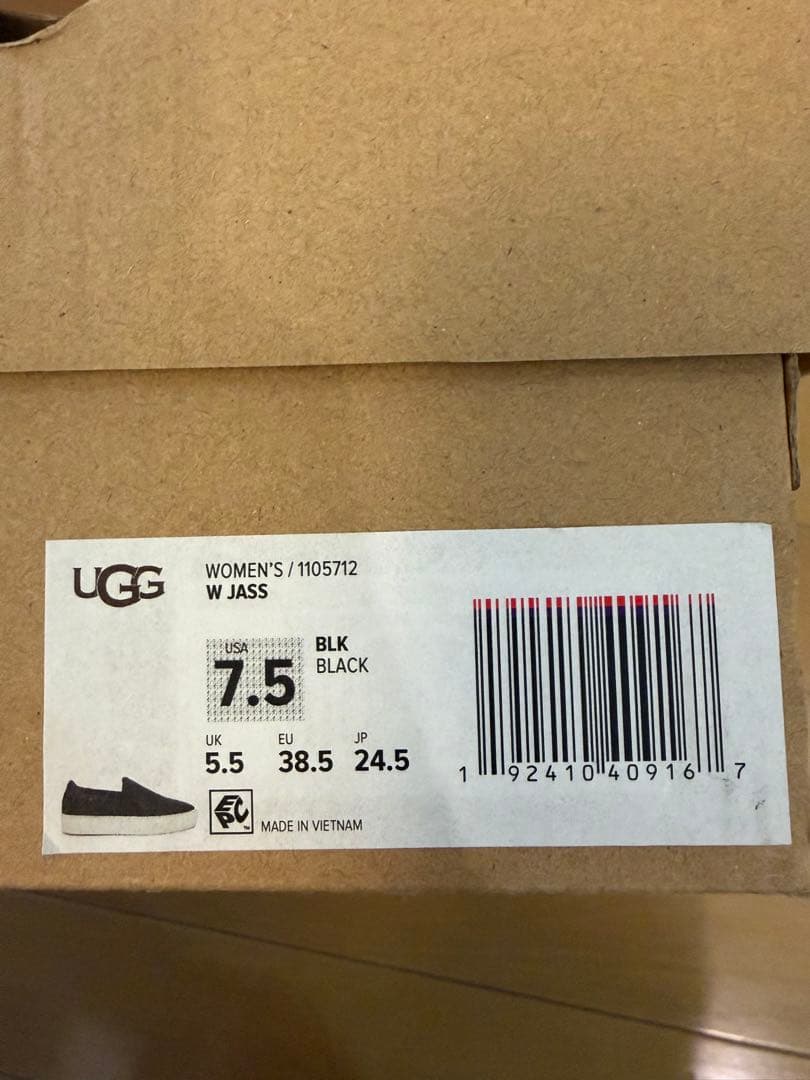 UGG
WOMEN'S / 1105712
W JASS
USA
7.5
BLK
BLACK
UK
5.5
EU
38.5
JP
24.5
EPC
MADE IN VIETNAM
1 92410 40916 7